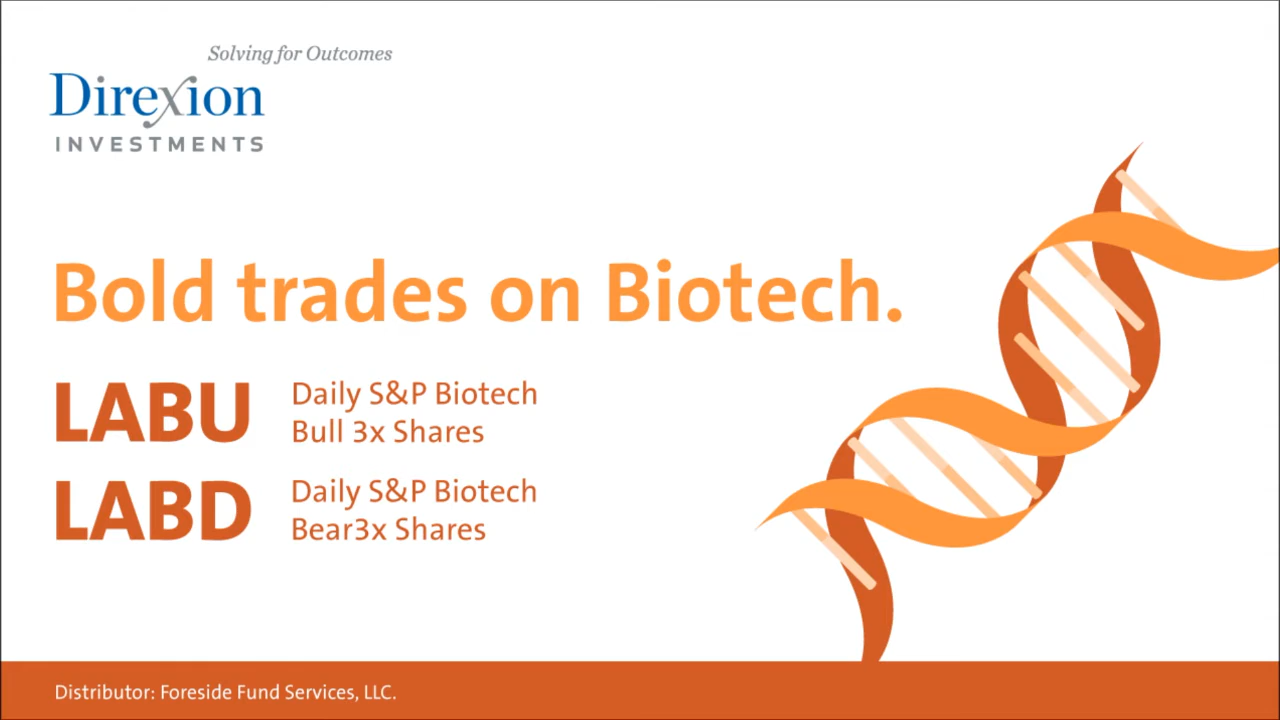 Solving for Outcomes
Direxion
INVESTMENTS
Bold trades on Biotech.
LABU
Daily S&P Biotech
Bull 3x Shares
LABD
Daily S&P Biotech
Bear3x Shares
Distributor: Foreside Fund Services, LLC.